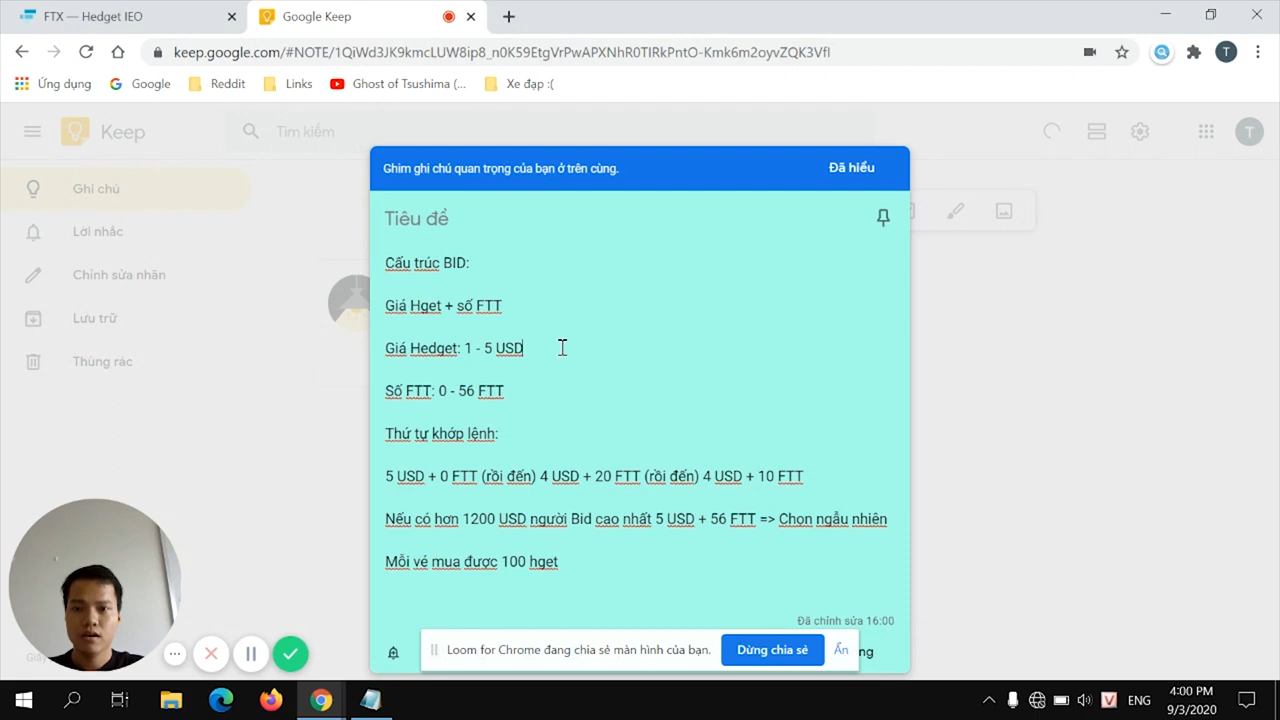 FTX — Hedget IEO
Google Keep
keep.google.com/#NOTE/1QiWd3JK9kmcLUW8ip8_n0K59EtgVrPwAPXNhR0TIRkPntO-Kmk6m2oyvZQK3Vfl
T
Ứng dụng
Google
Reddit
Links
Ghost of Tsushima (...
Xe đạp :(
Keep
Tìm kiếm
T
Ghi chú
Lời nhắc
Chỉnh sửa nhãn
Lưu trữ
Thùng rác
Ghim ghi chú quan trọng của bạn ở trên cùng.
Đã hiểu
Tiêu đề
Cấu trúc BID:
Giá Hget + số FTT
Giá Hedget: 1 - 5 USD
Số FTT: 0 - 56 FTT
Thứ tự khớp lệnh:
5 USD + 0 FTT (rồi đến) 4 USD + 20 FTT (rồi đến) 4 USD + 10 FTT
Nếu có hơn 1200 USD người Bid cao nhất 5 USD + 56 FTT => Chọn ngẫu nhiên
Mỗi vé mua được 100 hget
Đã chỉnh sửa 16:00
Loom for Chrome đang chia sẻ màn hình của bạn.
Dừng chia sẻ
Ẩn
ENG
4:00 PM
9/3/2020